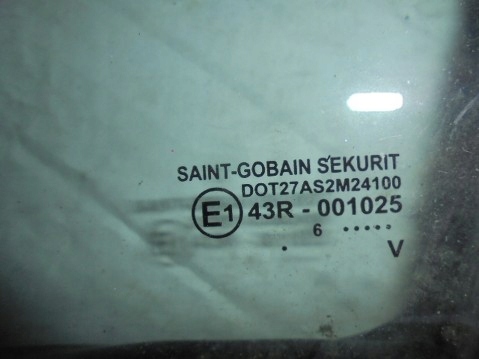 SAINT-GOBAIN SEKURIT
DOT27AS2M24100
E1 43R - 001025
. 6 .....
V